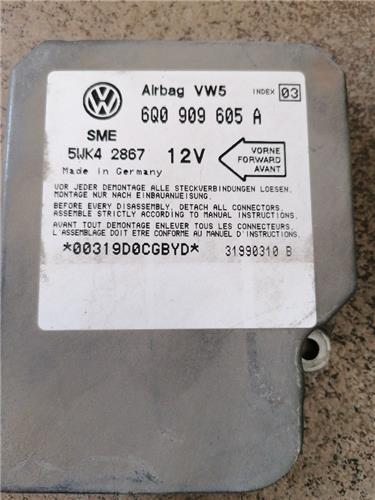 Airbag VW5 INDEX 03
6Q0 909 605 A
SME
5WK4 2867 12V
Made in Germany
VORNE
FORWARD
AVANT
VOR JEDER DEMONTAGE ALLE STECKVERBINDUNGEN LOESEN,
MONTAGE NUR NACH EINBAUANWEISUNG.
BEFORE EVERY DISASSEMBLY, DETACH ALL CONNECTORS,
ASSEMBLE STRICTLY ACCORDING TO MANUAL INSTRUCTIONS.
AVANT TOUT DEMONTAGE ENLEVER TOUS LES CONNECTEURS.
L'ASSEMBLAGE DOIT ETRE CONFORME AU MANUEL D'INSTRUCTIONS.
*00319D0CGBYD* 31990310 B